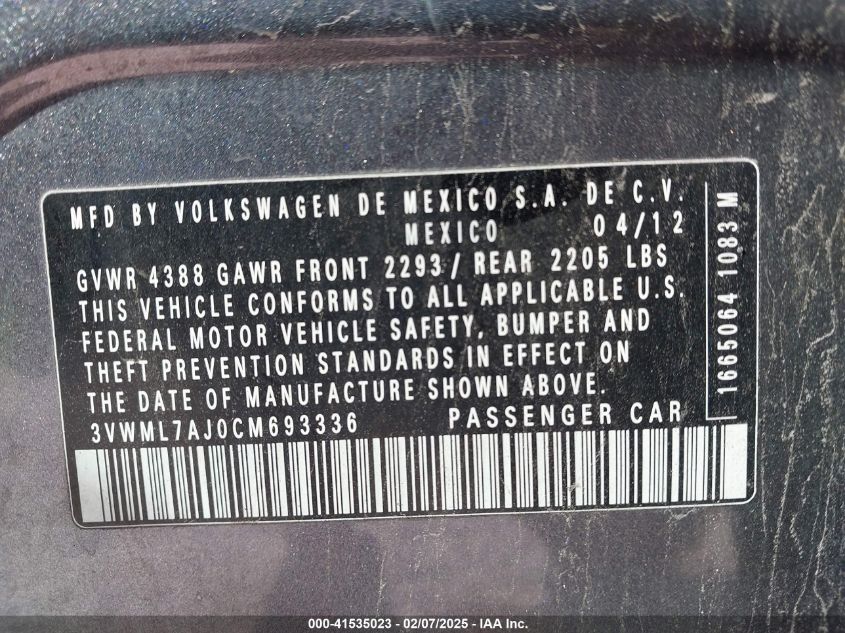 MFD BY VOLKSWAGEN DE MEXICO S.A. DE C.V.
MEXICO 04/12
GVWR 4388 GAWR FRONT 2293/ REAR 2205 LBS
THIS VEHICLE CONFORMS TO ALL APPLICABLE U.S.
FEDERAL MOTOR VEHICLE SAFETY, BUMPER AND
THEFT PREVENTION STANDARDS IN EFFECT ON
THE DATE OF MANUFACTURE SHOWN ABOVE.
3VWML7AJ0CM693336 PASSENGER CAR
1665064 1083 M
000-41535023 — 02/07/2025 — IAA Inc.